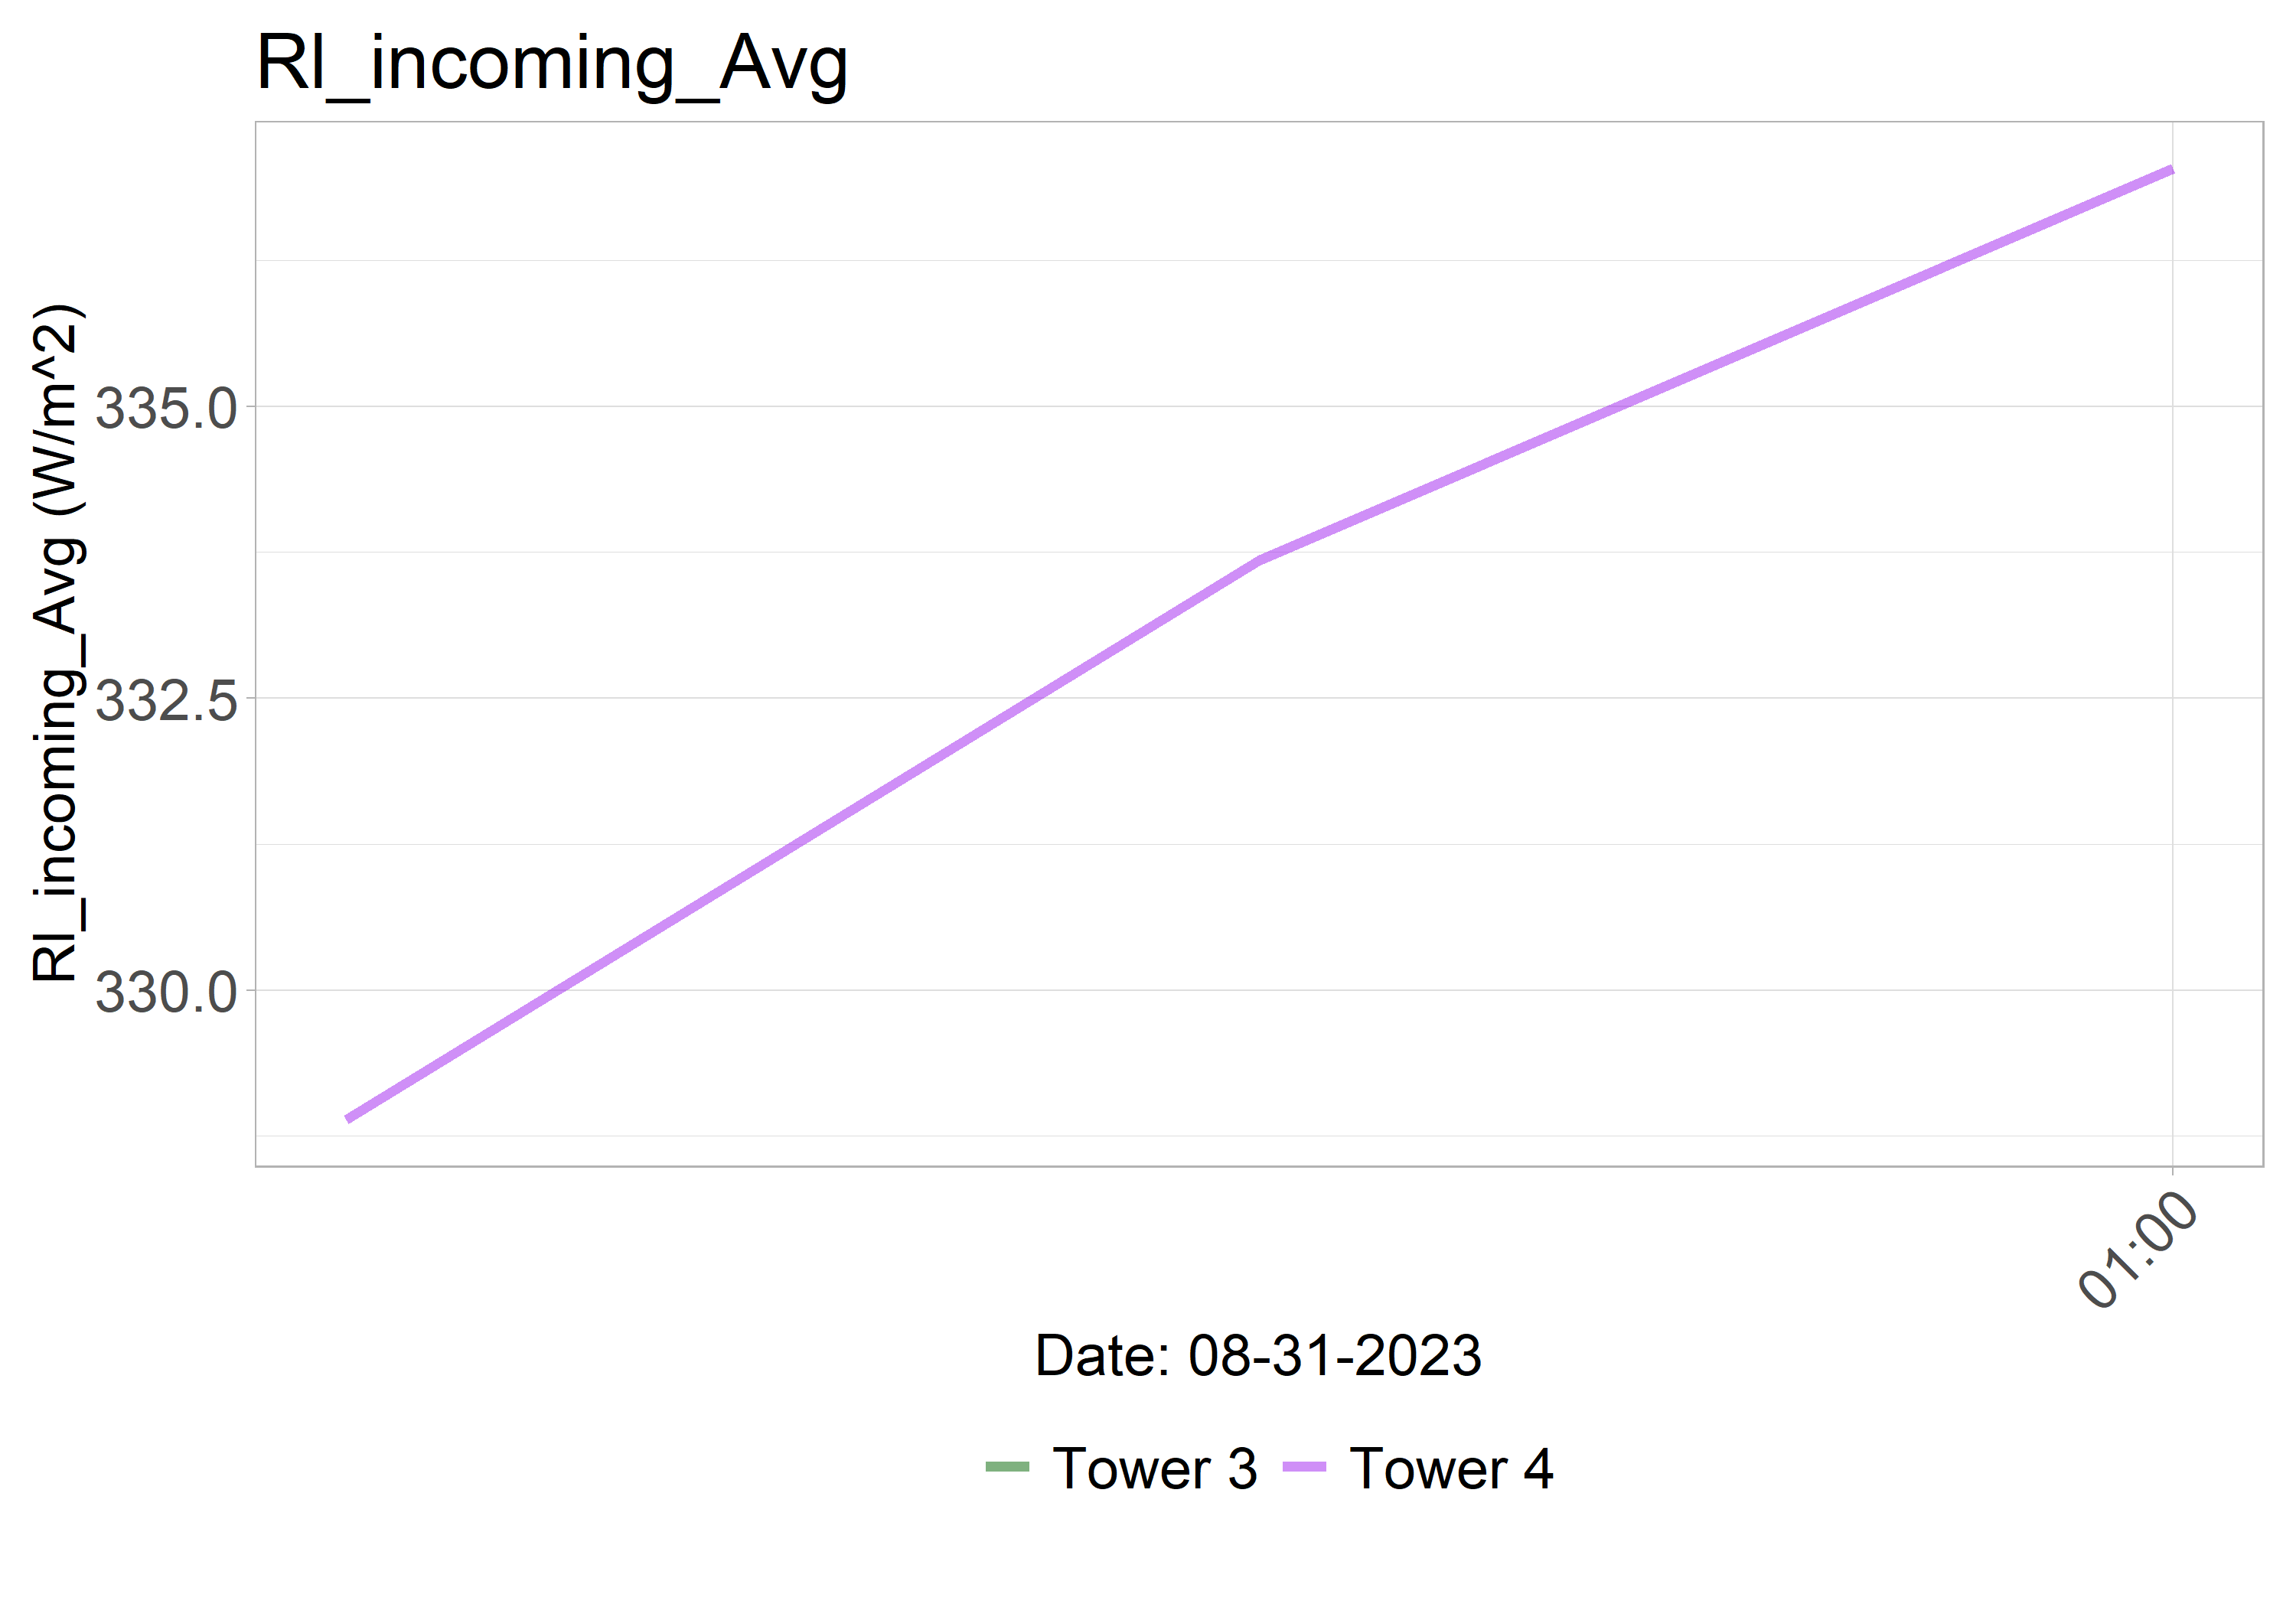 Rl_incoming_Avg
Rl_incoming_Avg (W/m^2)
335.0
332.5
330.0
01:00
Date: 08-31-2023
Tower 3 Tower 4